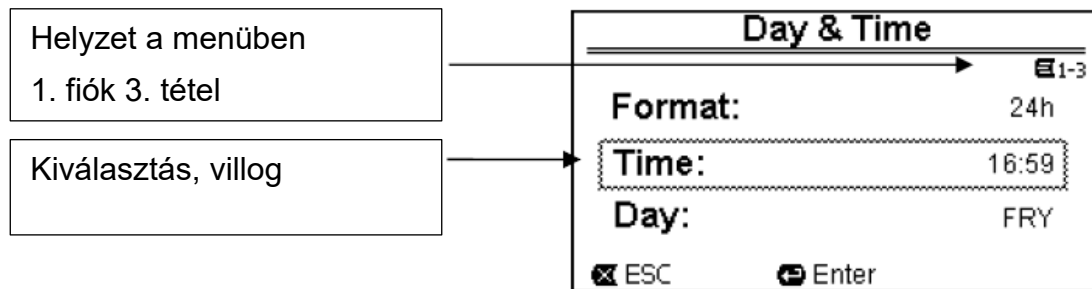 Helyzet a menüben
1. fiók 3. tétel
Kiválasztás, villog
Day & Time
1-3
Format: 24h
Time: 16:59
Day: FRY
ESC Enter